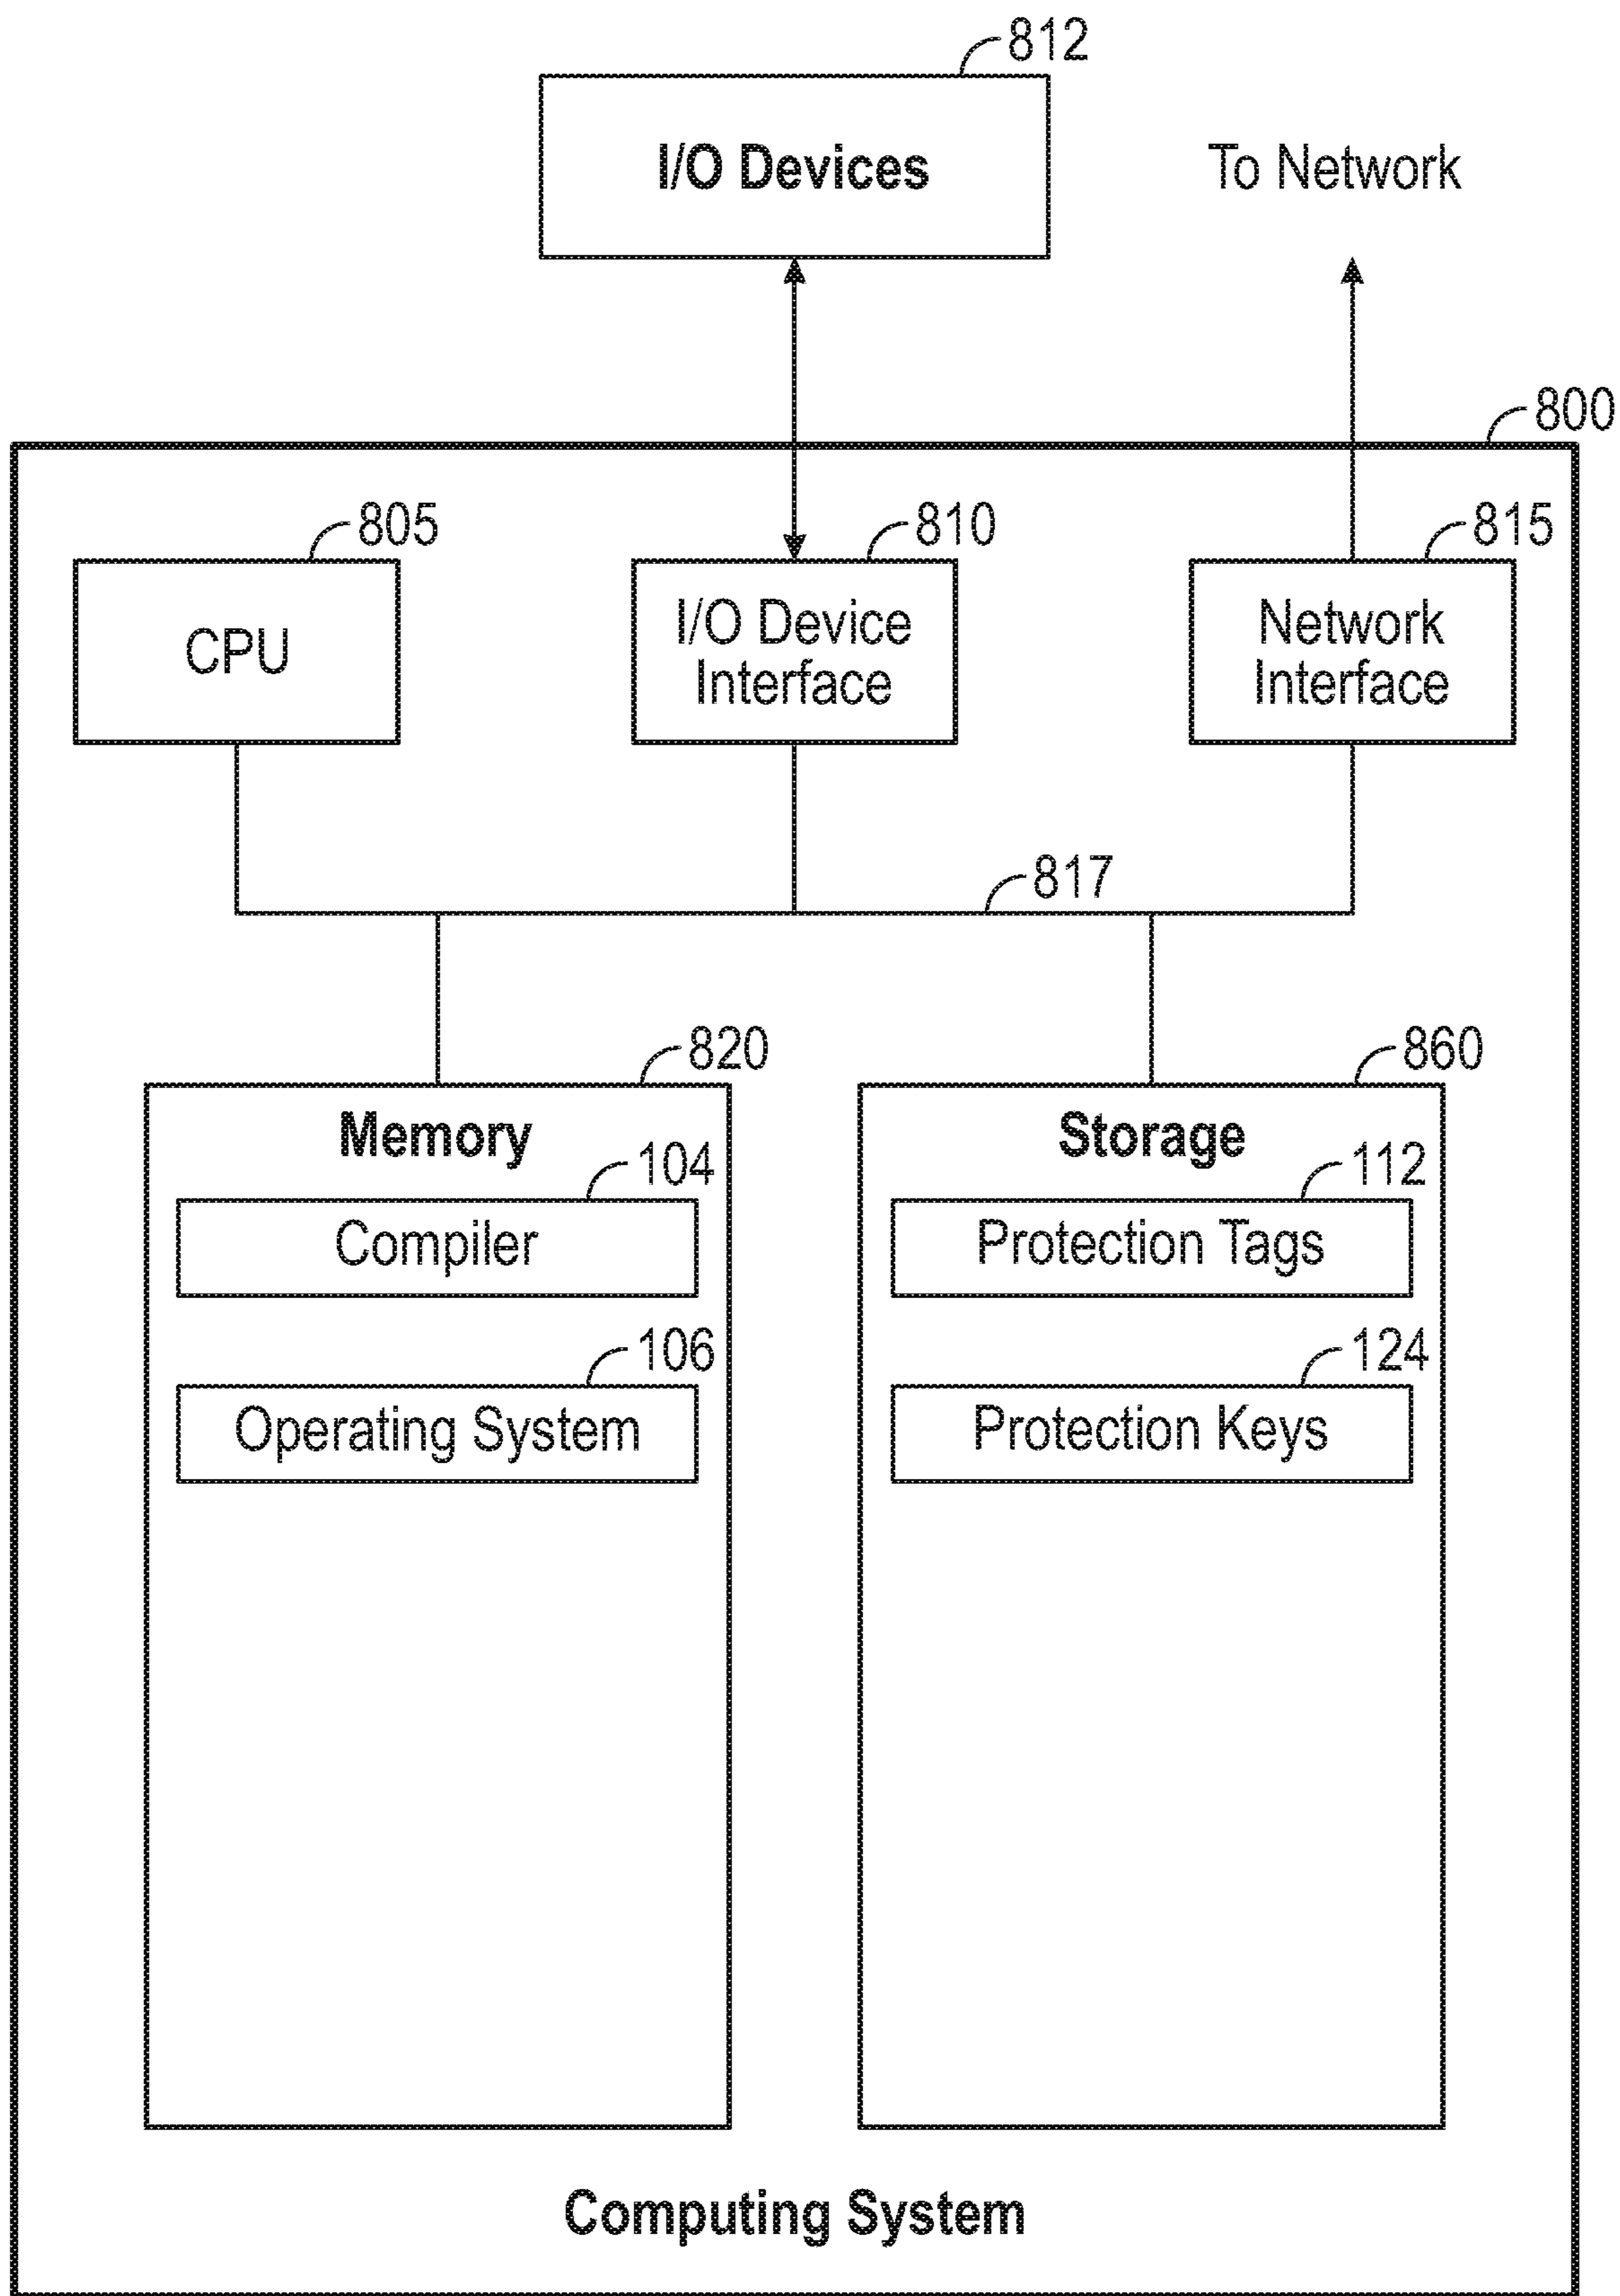 812
I/O Devices
To Network
800
805
810
815
CPU
I/O Device
Interface
Network
Interface
817
820
860
Memory
Storage
104
112
Compiler
Protection Tags
106
124
Operating System
Protection Keys
Computing System